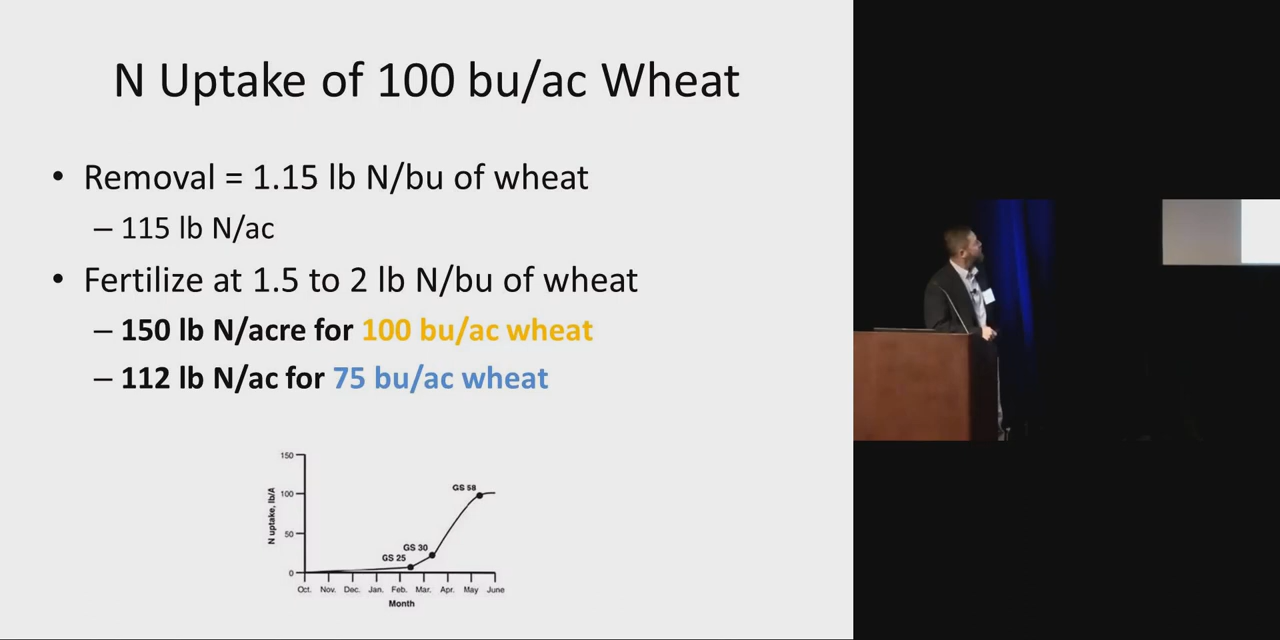 N Uptake of 100 bu/ac Wheat
• Removal = 1.15 lb N/bu of wheat
– 115 lb N/ac
• Fertilize at 1.5 to 2 lb N/bu of wheat
– 150 lb N/acre for 100 bu/ac wheat
– 112 lb N/ac for 75 bu/ac wheat
N uptake, lb/A
150
100
50
0
GS 25
GS 30
GS 58
Oct. Nov. Dec. Jan. Feb. Mar. Apr. May June
Month